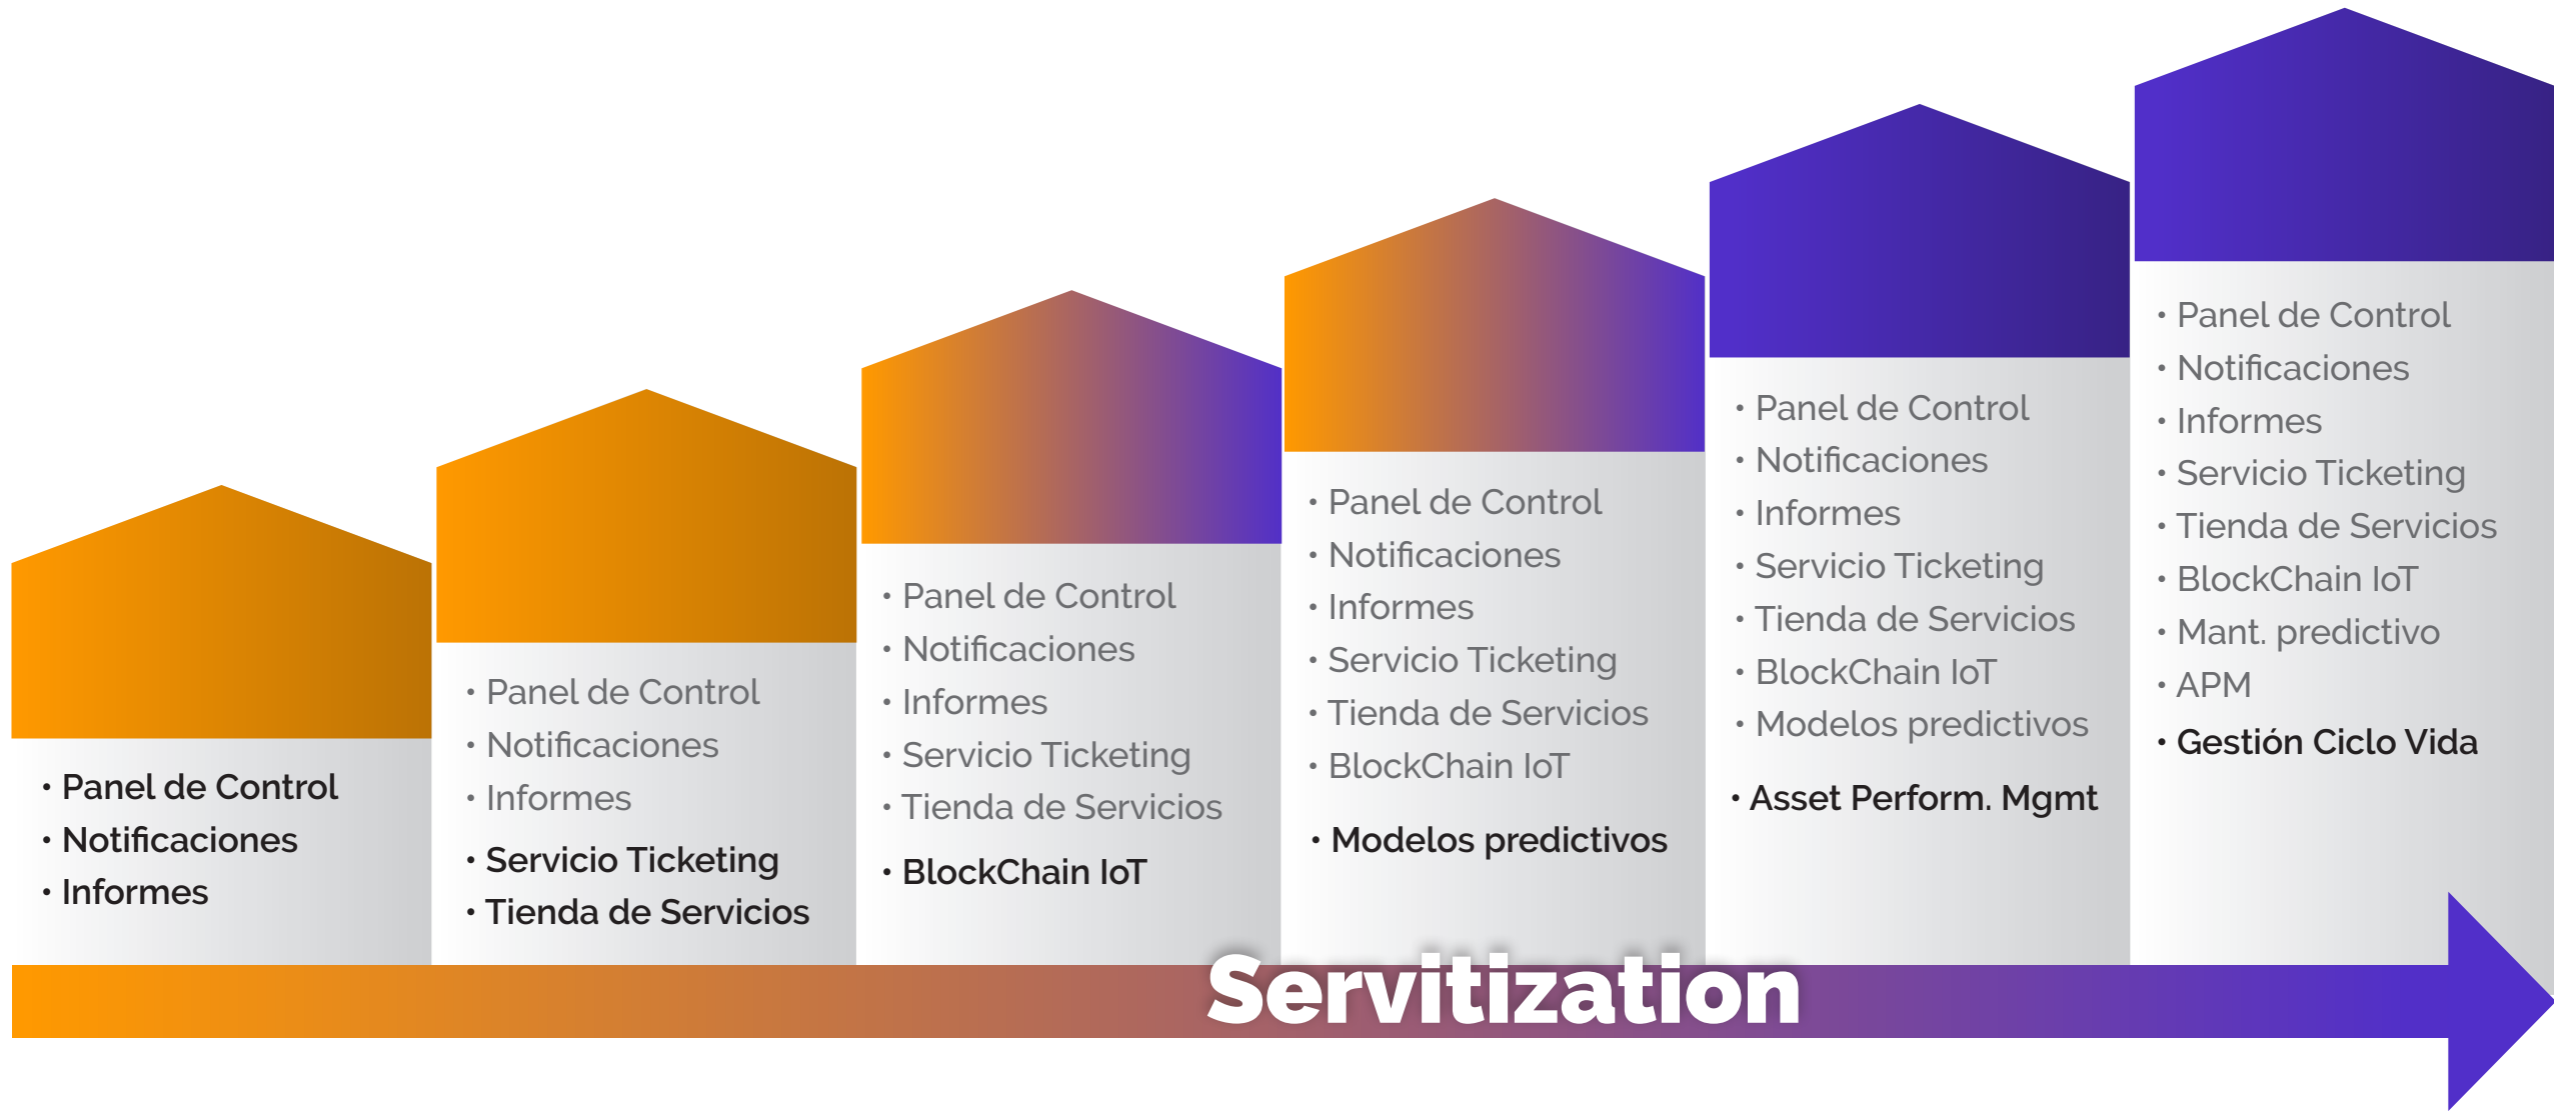 • Panel de Control
• Notificaciones
• Informes
• Panel de Control
• Notificaciones
• Informes
• Servicio Ticketing
• Tienda de Servicios
• Panel de Control
• Notificaciones
• Informes
• Servicio Ticketing
• Tienda de Servicios
• BlockChain IoT
• Panel de Control
• Notificaciones
• Informes
• Servicio Ticketing
• Tienda de Servicios
• BlockChain IoT
• Modelos predictivos
• Panel de Control
• Notificaciones
• Informes
• Servicio Ticketing
• Tienda de Servicios
• BlockChain IoT
• Modelos predictivos
• Asset Perform. Mgmt
• Panel de Control
• Notificaciones
• Informes
• Servicio Ticketing
• Tienda de Servicios
• BlockChain IoT
• Mant. predictivo
• APM
• Gestión Ciclo Vida
Servitization